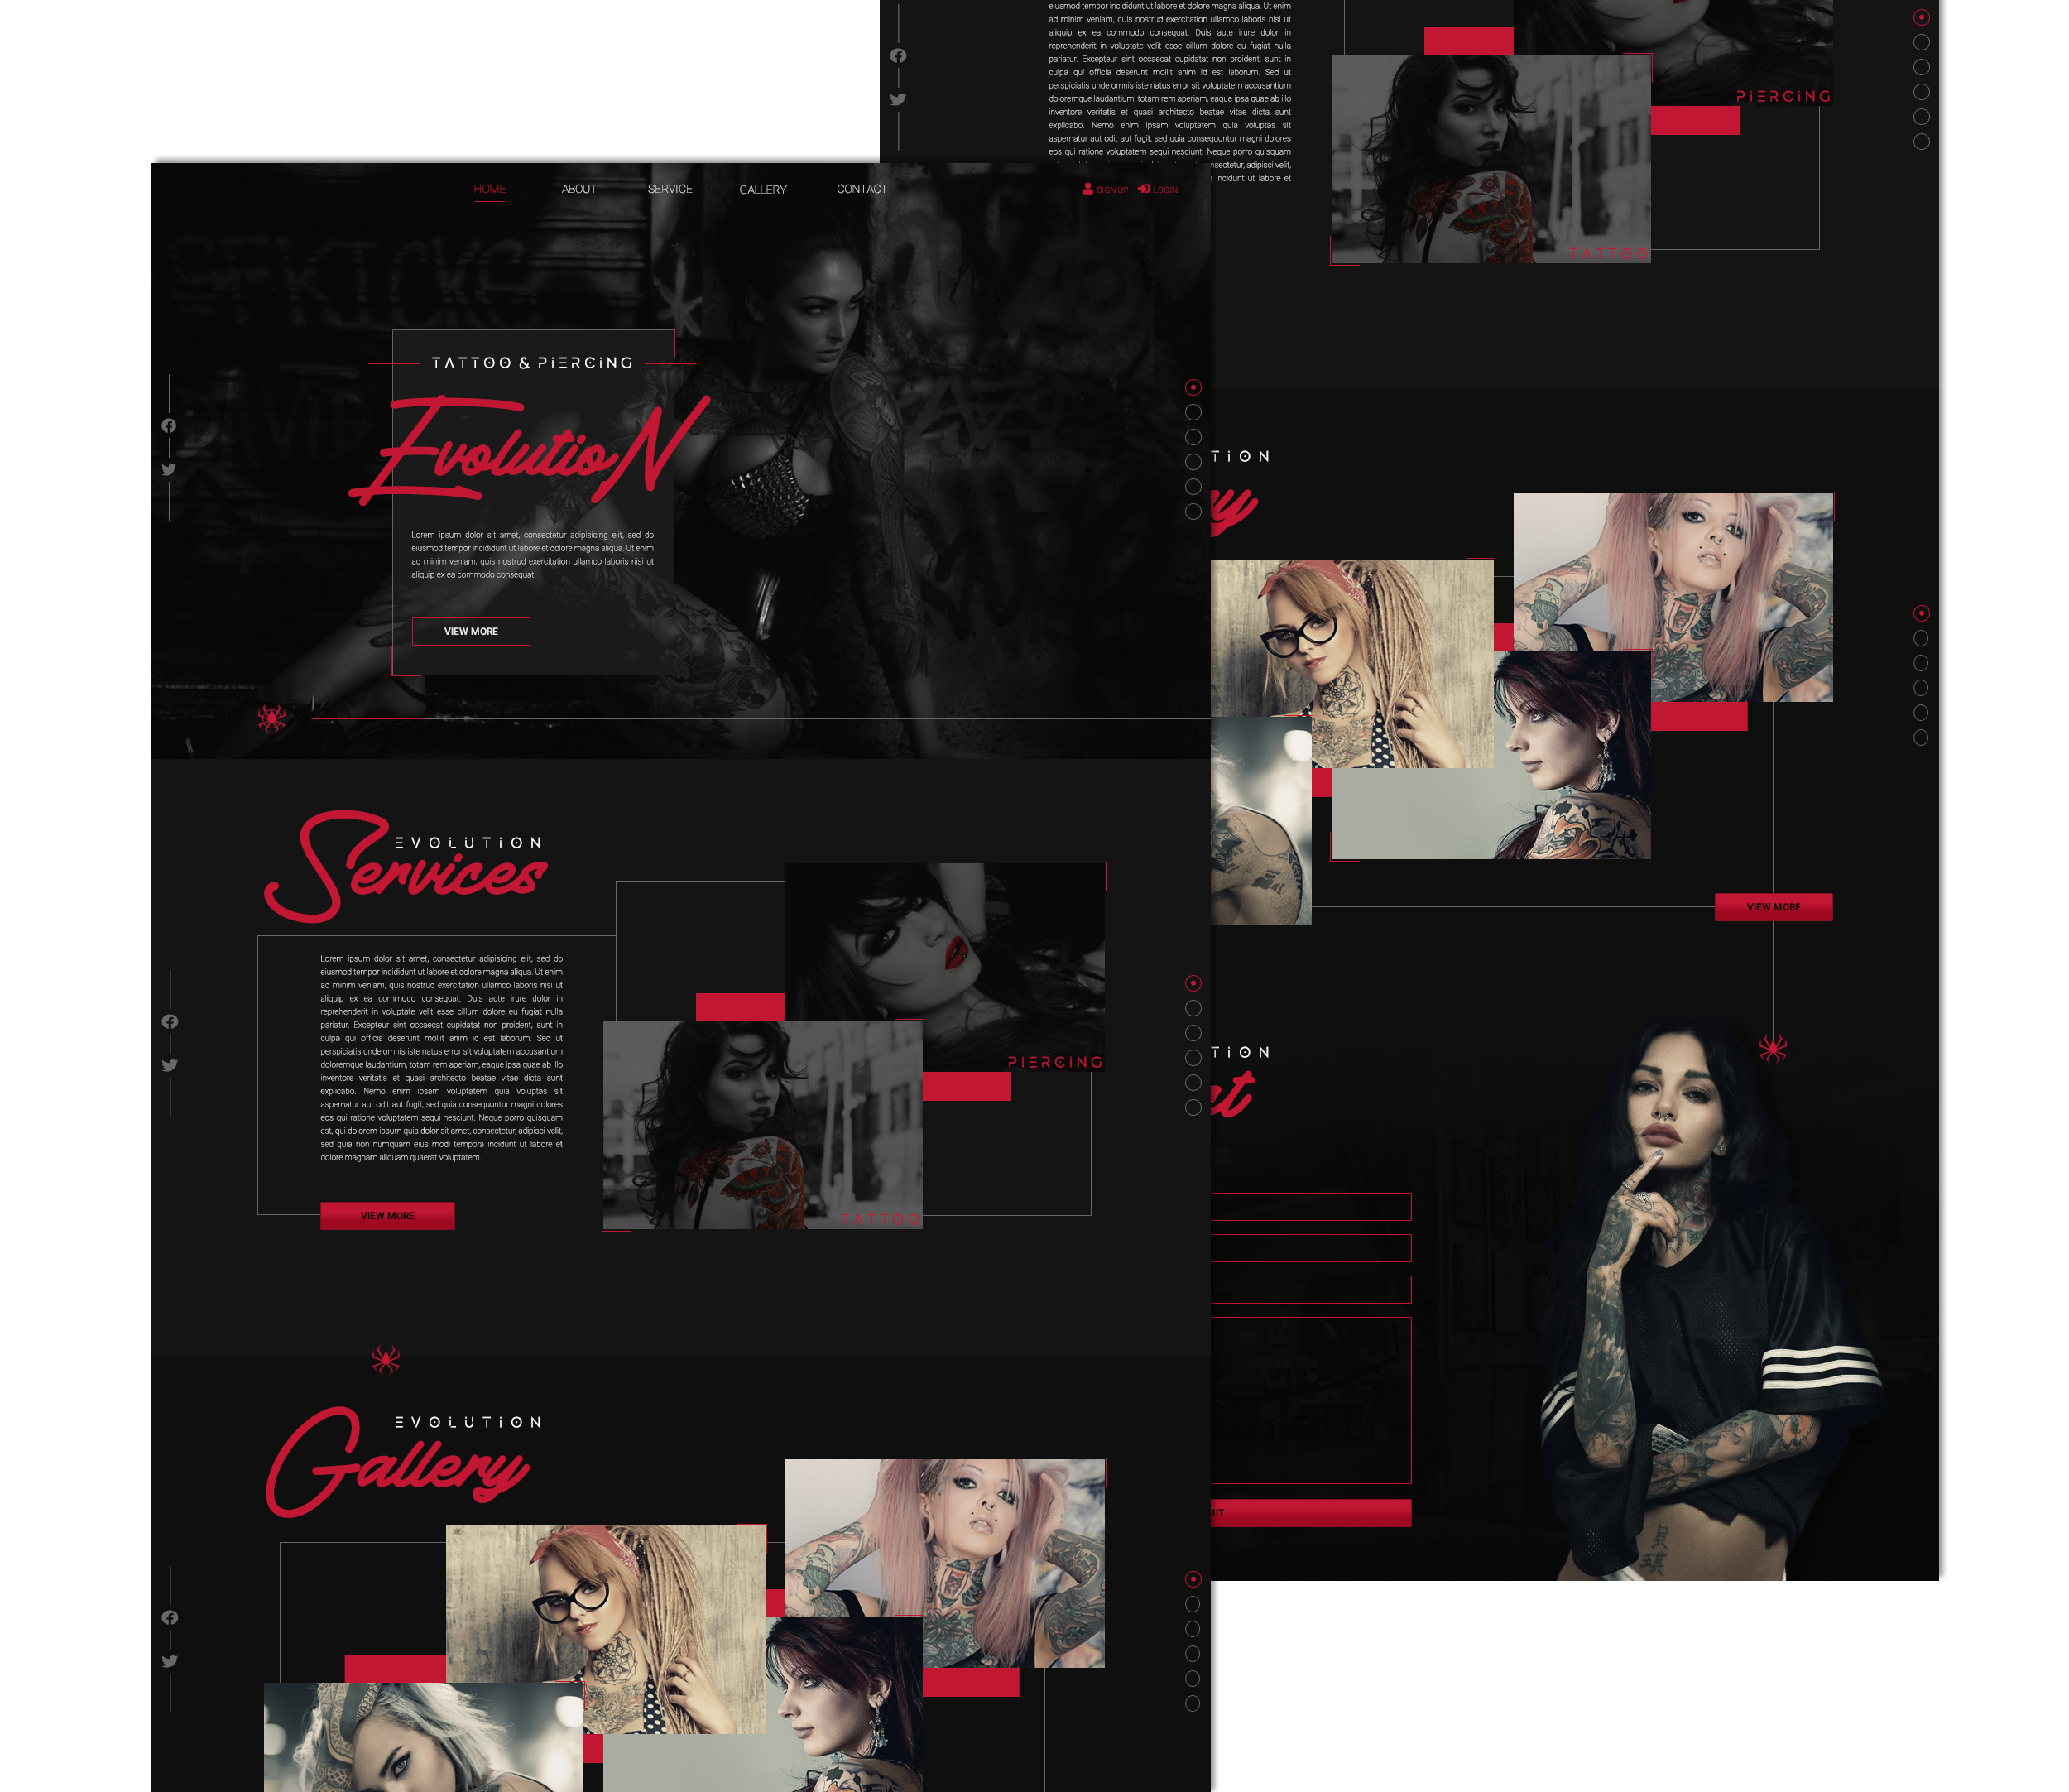 HOME
ABOUT
SERVICE
GALLERY
CONTACT
SIGN UP
LOGIN
TATTOO & PiERCiNG
EvolutioN
Lorem ipsum dolor sit amet, consectetur adipisicing elit, sed do
eiusmod tempor incididunt ut labore et dolore magna aliqua. Ut enim
ad minim veniam, quis nostrud exercitation ullamco laboris nisi ut
aliquip ex ea commodo consequat.
VIEW MORE
EVOLUTiON
Services
Lorem ipsum dolor sit amet, consectetur adipisicing elit, sed do
eiusmod tempor incididunt ut labore et dolore magna aliqua. Ut enim
ad minim veniam, quis nostrud exercitation ullamco laboris nisi ut
aliquip ex ea commodo consequat. Duis aute irure dolor in
reprehenderit in voluptate velit esse cillum dolore eu fugiat nulla
pariatur. Excepteur sint occaecat cupidatat non proident, sunt in
culpa qui officia deserunt mollit anim id est laborum. Sed ut
perspiciatis unde omnis iste natus error sit voluptatem accusantium
doloremque laudantium, totam rem aperiam, eaque ipsa quae ab illo
inventore veritatis et quasi architecto beatae vitae dicta sunt
explicabo. Nemo enim ipsam voluptatem quia voluptas sit
aspernatur aut odit aut fugit, sed quia consequuntur magni dolores
eos qui ratione voluptatem sequi nesciunt. Neque porro quisquam
est, qui dolorem ipsum quia dolor sit amet, consectetur, adipisci velit,
sed quia non numquam eius modi tempora incidunt ut labore et
dolore magnam aliquam quaerat voluptatem.
VIEW MORE
PiERCiNG
TATTOO
EVOLUTiON
Gallery
eiusmod tempor incididunt ut labore et dolore magna aliqua. Ut enim
ad minim veniam, quis nostrud exercitation ullamco laboris nisi ut
aliquip ex ea commodo consequat. Duis aute irure dolor in
reprehenderit in voluptate velit esse cillum dolore eu fugiat nulla
pariatur. Excepteur sint occaecat cupidatat non proident, sunt in
culpa qui officia deserunt mollit anim id est laborum. Sed ut
perspiciatis unde omnis iste natus error sit voluptatem accusantium
doloremque laudantium, totam rem aperiam, eaque ipsa quae ab illo
inventore veritatis et quasi architecto beatae vitae dicta sunt
explicabo. Nemo enim ipsam voluptatem quia voluptas sit
aspernatur aut odit aut fugit, sed quia consequuntur magni dolores
eos qui ratione voluptatem sequi nesciunt. Neque porro quisquam
nsectetur, adipisci velit,
incidunt ut labore et
PiERCiNG
TATTOO
TiON
y
VIEW MORE
TiON
t
MIT